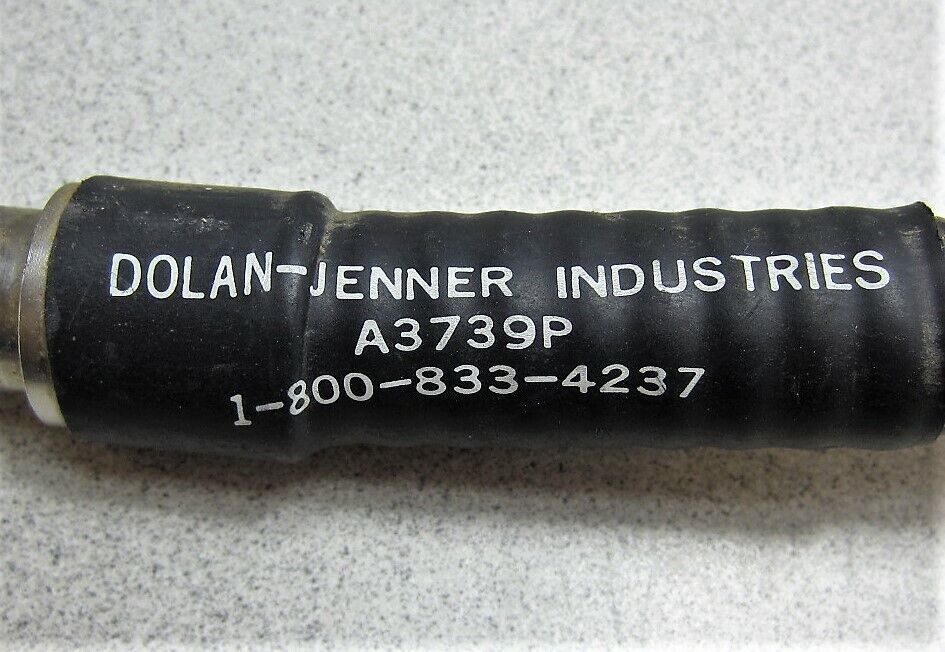 DOLAN-JENNER INDUSTRIES
A3739P
1-800-833-4237